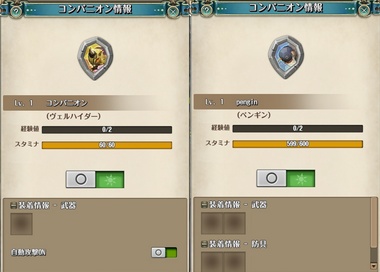 コンパニオン情報
Lv. 1 コンパニオン
(ヴェルハイダー)
経験値 0/2
スタミナ 60:60
装着情報 - 武器
自動攻撃ON
コンパニオン情報
Lv. 1 pengin
(ペンギン)
経験値 0/2
スタミナ 599:600
装着情報 - 武器
装着情報 - 防具